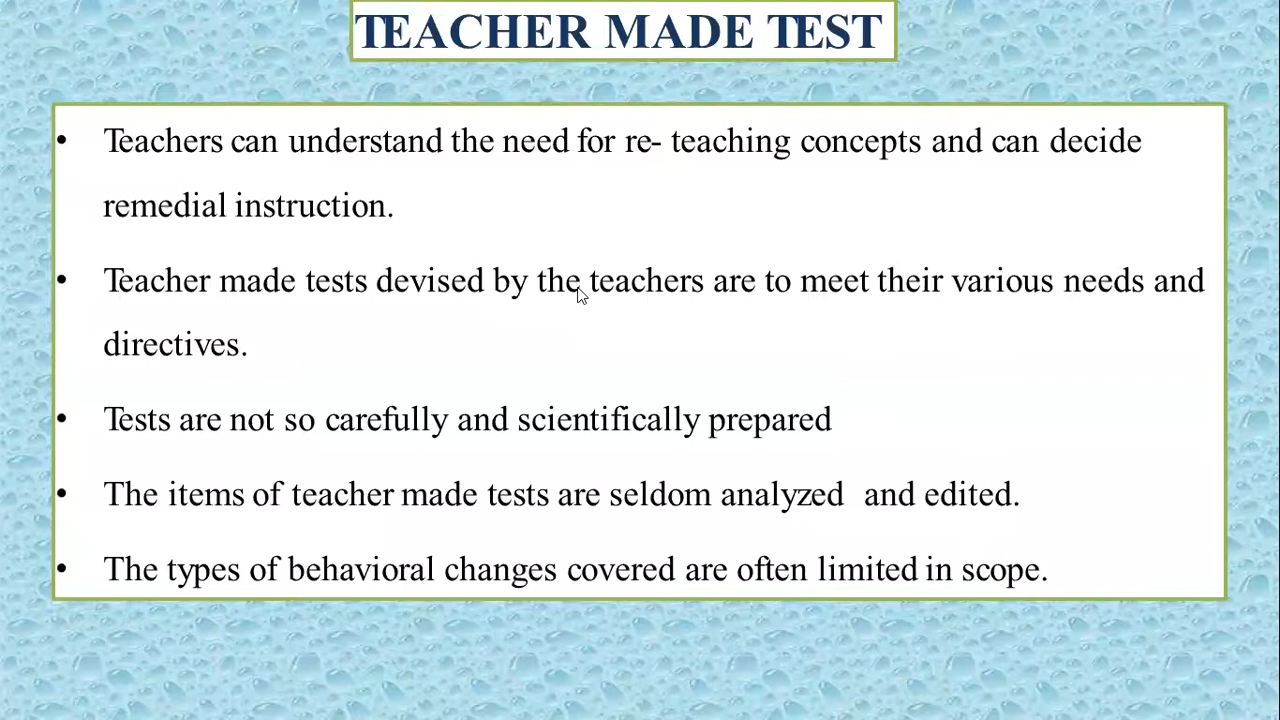 TEACHER MADE TEST
• Teachers can understand the need for re- teaching concepts and can decide
remedial instruction.
• Teacher made tests devised by the teachers are to meet their various needs and
directives.
• Tests are not so carefully and scientifically prepared
• The items of teacher made tests are seldom analyzed  and edited.
• The types of behavioral changes covered are often limited in scope.